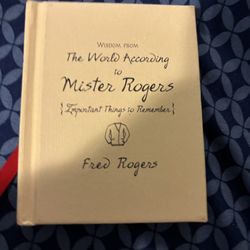 Wisdom from
The World According
to
Mister Rogers
{Important Things to Remember}
Fred Rogers